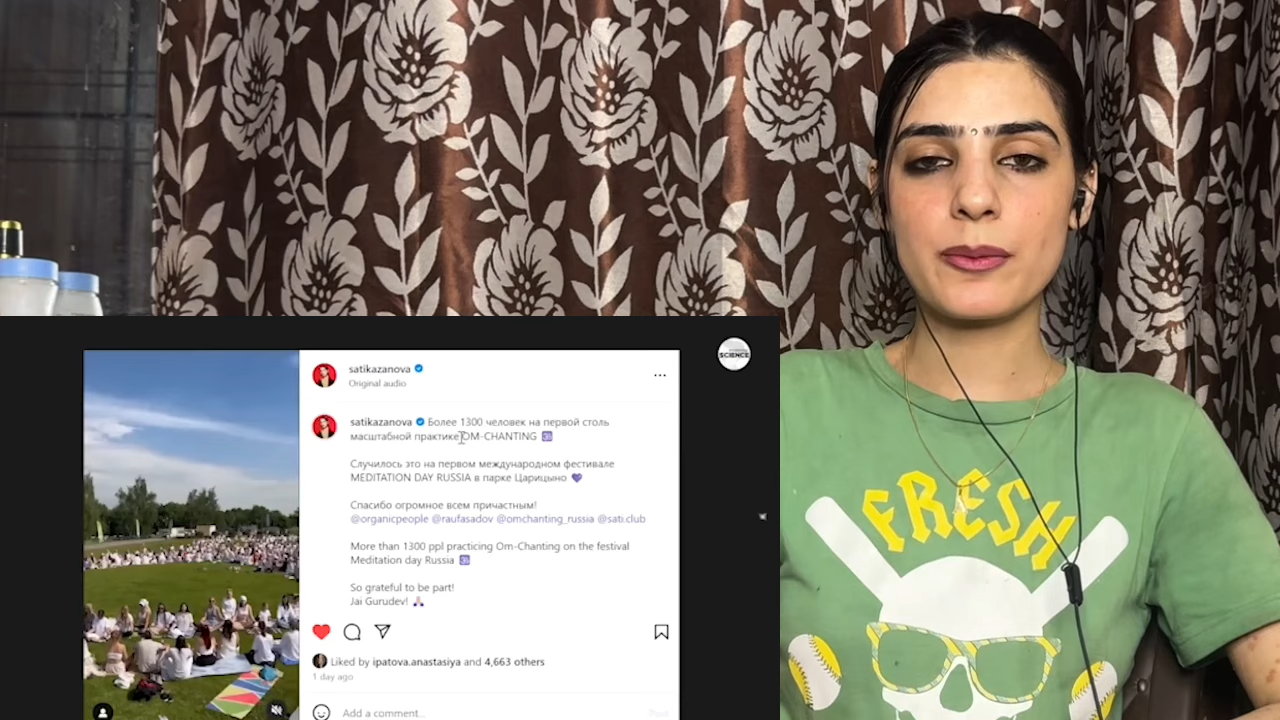 SCIENCE
satikazanova
Original audio
satikazanova Более 1300 человек на первой столь
масштабной практике OM-CHANTING
Случилось это на первом международном фестивале
MEDITATION DAY RUSSIA в парке Царицыно 💜
Спасибо огромное всем причастным!
@organicpeople @raufasadov @omchanting_russia @sati.club
More than 1300 ppl practicing Om-Chanting on the festival
Meditation day Russia
So grateful to be part!
Jai Gurudev! 🙏
Liked by ipatova.anastasiya and 4,663 others
1 day ago
Add a comment...
Post
FRESH